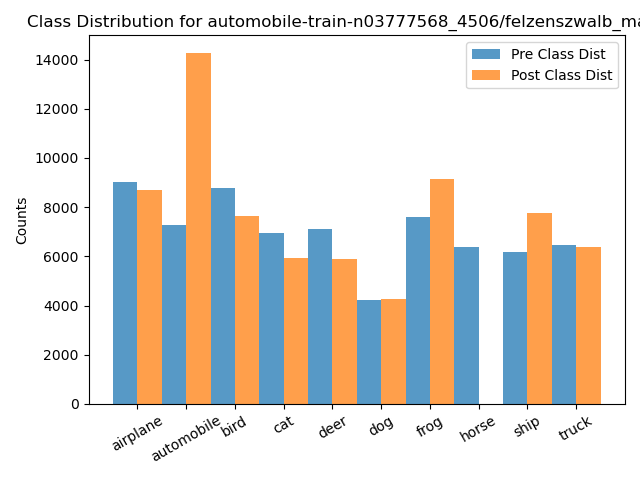 Class Distribution for automobile-train-n03777568_4506/felzenszwalb_ma
Pre Class Dist
Post Class Dist
14000
12000
10000
8000
6000
4000
2000
0
Counts
airplane
automobile
bird
cat
deer
dog
frog
horse
ship
truck